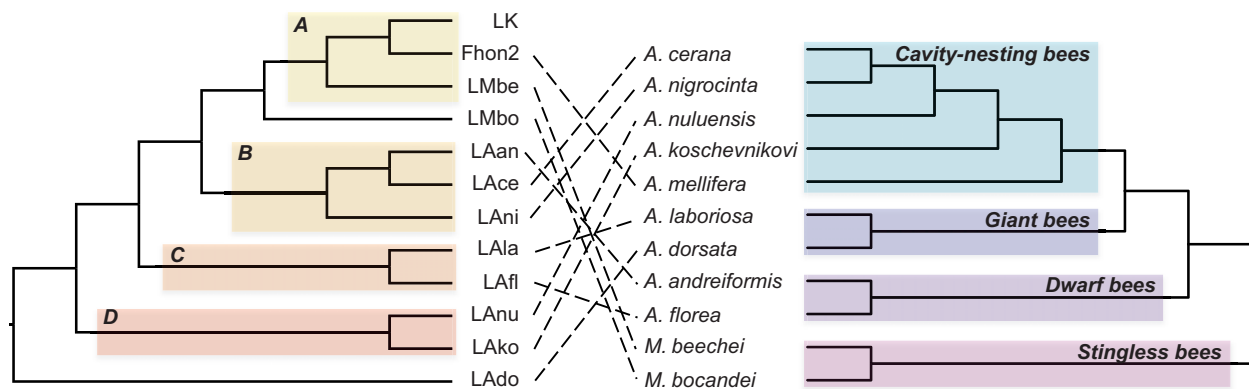 A
LK
Fhon2
LMbe
LMbo
B
LAan
LAce
LAni
C
LAla
LAfl
D
LAnu
LAko
LAdo
A. cerana
A. nigrocinta
A. nuluensis
A. koschevnikovi
A. mellifera
A. laboriosa
A. dorsata
A. andreiformis
A. florea
M. beechei
M. bocandei
Cavity-nesting bees
Giant bees
Dwarf bees
Stingless bees